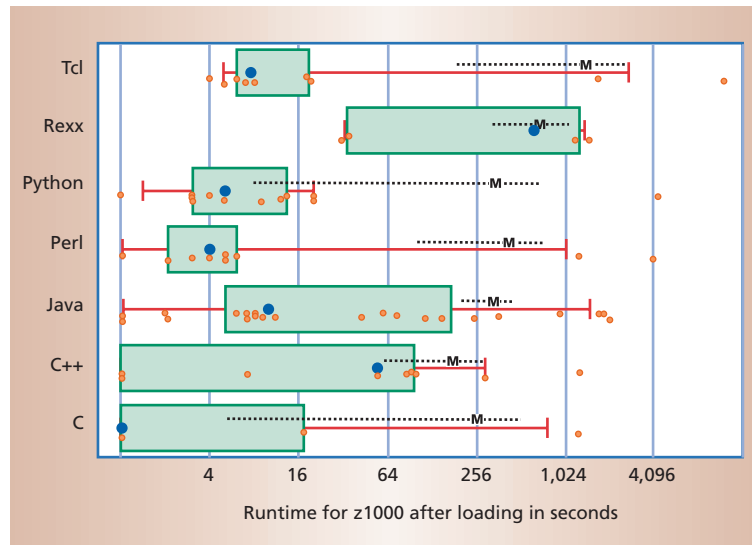 Tcl
M
Rexx
M
Python
M
Perl
M
Java
M
C++
M
C
M
4 16 64 256 1,024 4,096
Runtime for z1000 after loading in seconds